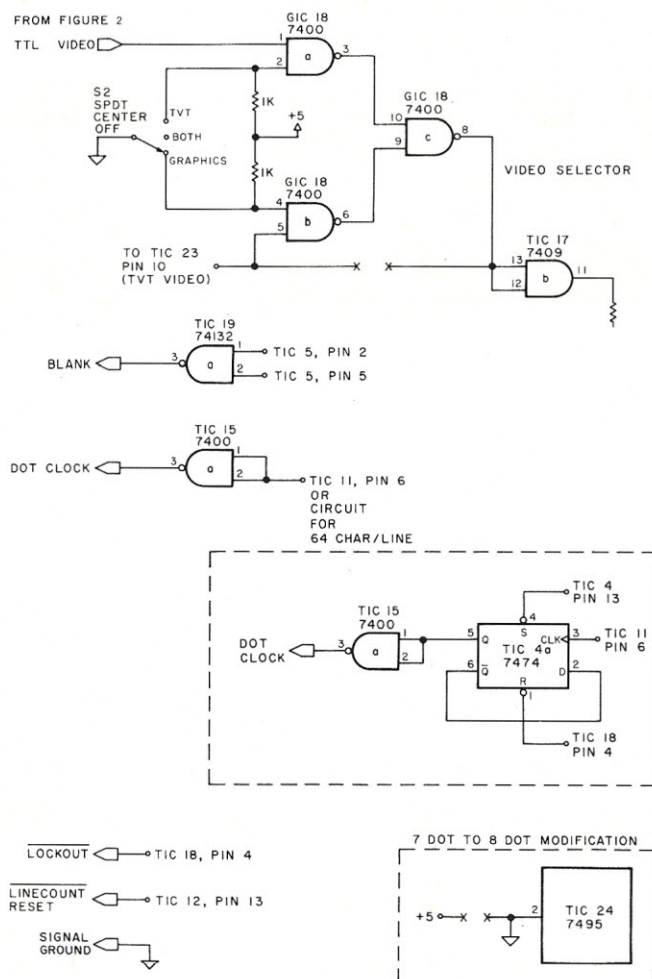 FROM FIGURE 2
TTL VIDEO
GIC 18
7400
1
2
a
3
S2
SPDT
CENTER
OFF
TVT
BOTH
GRAPHICS
1K
+5
1K
GIC 18
7400
10
9
c
8
VIDEO SELECTOR
GIC 18
7400
4
5
b
6
TO TIC 23
PIN 10
(TVT VIDEO)
TIC 17
7409
13
12
b
11
BLANK
TIC 19
74132
3
a
1
2
TIC 5, PIN 2
TIC 5, PIN 5
DOT CLOCK
TIC 15
7400
3
a
1
2
TIC 11, PIN 6
OR
CIRCUIT
FOR
64 CHAR/LINE
TIC 4
PIN 13
DOT
CLOCK
TIC 15
7400
3
a
1
2
5
Q
4
S
CLK
3
TIC 11
PIN 6
TIC 4a
7474
6
Q
D
2
R
1
TIC 18
PIN 4
LOCKOUT
TIC 18, PIN 4
LINECOUNT
RESET
TIC 12, PIN 13
SIGNAL
GROUND
7 DOT TO 8 DOT MODIFICATION
+5
2
TIC 24
7495